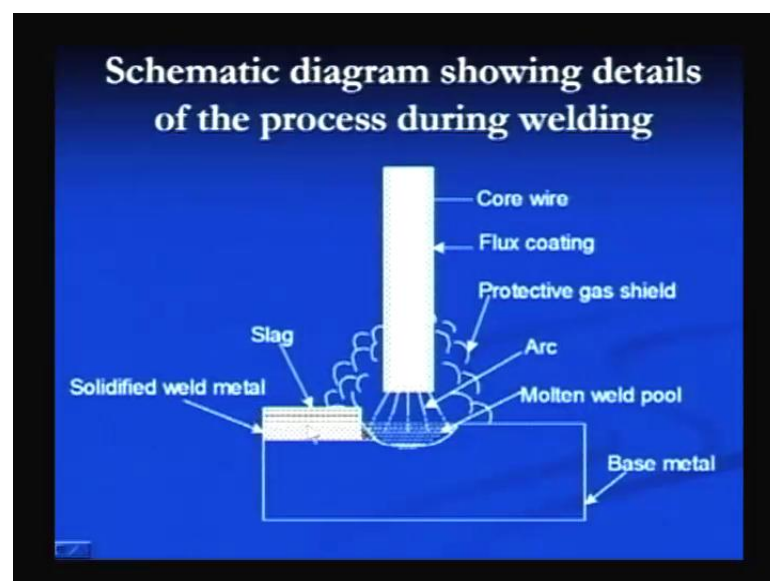 Schematic diagram showing details
of the process during welding
Core wire
Flux coating
Protective gas shield
Slag
Arc
Solidified weld metal
Molten weld pool
Base metal